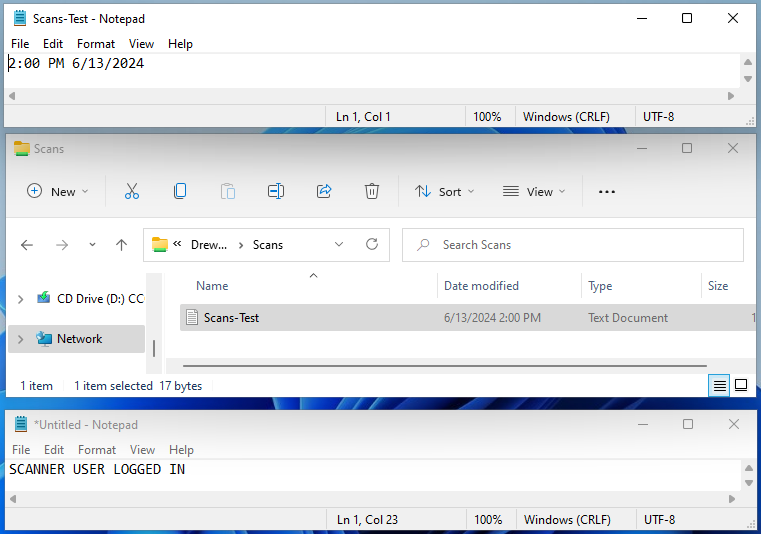 Scans-Test - Notepad
File Edit Format View Help
2:00 PM 6/13/2024
Ln 1, Col 1 100% Windows (CRLF) UTF-8
Scans
New Sort View
« Drew... > Scans Search Scans
Name Date modified Type Size
CD Drive (D:) CC
Scans-Test 6/13/2024 2:00 PM Text Document 1
Network
1 item 1 item selected 17 bytes
*Untitled - Notepad
File Edit Format View Help
SCANNER USER LOGGED IN
Ln 1, Col 23 100% Windows (CRLF) UTF-8